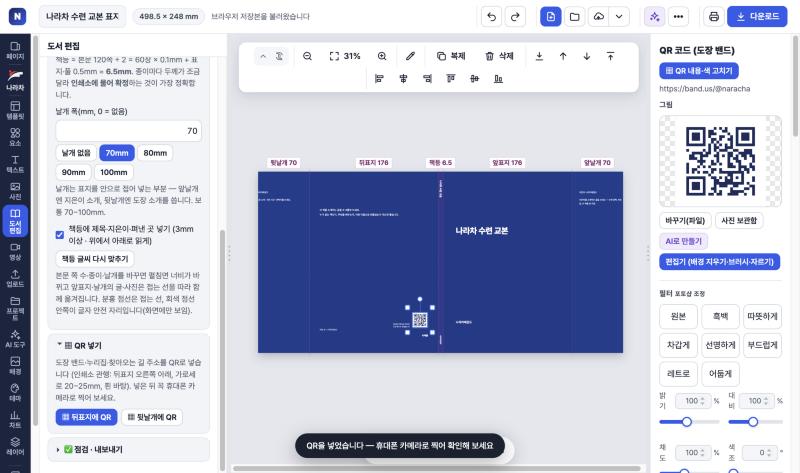 N
나라차 수련 교본 표지
498.5 × 248 mm
브라우저 저장본을 불러왔습니다
다운로드
페이지
나라차
템플릿
요소
텍스트
사진
도서
편집
영상
업로드
프로젝
트
AI 도구
배경
테마
차트
레이어
도서 편집
책등 = 본문 120쪽 ÷ 2 = 60장 × 0.1mm + 표
지·풀 0.5mm = 6.5mm. 종이마다 두께가 조금
달라 인쇄소에 물어 확정하는 것이 가장 정확합
니다.
날개 폭(mm, 0 = 없음)
70
날개 없음
70mm
80mm
90mm
100mm
날개는 표지를 안으로 접어 넣는 부분 — 앞날개
엔 지은이 소개, 뒷날개엔 도장 소개를 씁니다. 보
통 70~100mm.
책등에 제목·지은이·펴낸 곳 넣기 (3mm
이상 · 위에서 아래로 읽게)
책등 글씨 다시 맞추기
본문 쪽 수·종이·날개를 바꾸면 펼침면 너비가 바
뀌고 앞표지·날개의 글·사진은 접는 선을 따라 함
께 옮겨집니다. 분홍 점선은 접는 선, 회색 점선
안쪽이 글자 안전 자리입니다(화면에만 보임).
QR 넣기
도장 밴드·누리집·찾아오는 길 주소를 QR로 넣습
니다 (인쇄소 관행: 뒤표지 오른쪽 아래, 가로세
로 20~25mm, 흰 바탕). 넣은 뒤 꼭 휴대폰 카
메라로 찍어 보세요.
뒤표지에 QR
뒷날개에 QR
점검 · 내보내기
31%
복제
삭제
뒷날개 70
뒤표지 176
책등 6.5
앞표지 176
앞날개 70
나라차 수련 교본
QR을 넣었습니다 — 휴대폰 카메라로 찍어 확인해 보세요
QR 코드 (도장 밴드)
QR 내용·색 고치기
https://band.us/@naracha
그림
바꾸기(파일)
사진 보관함
AI로 만들기
편집기 (배경 지우기·브러시·자르기)
필터 포토샵 조정
원본
흑백
따뜻하게
차갑게
선명하게
부드럽게
레트로
어둡게
밝
기
100
%
대
비
100
%
채
도
100
%
색
조
0
°